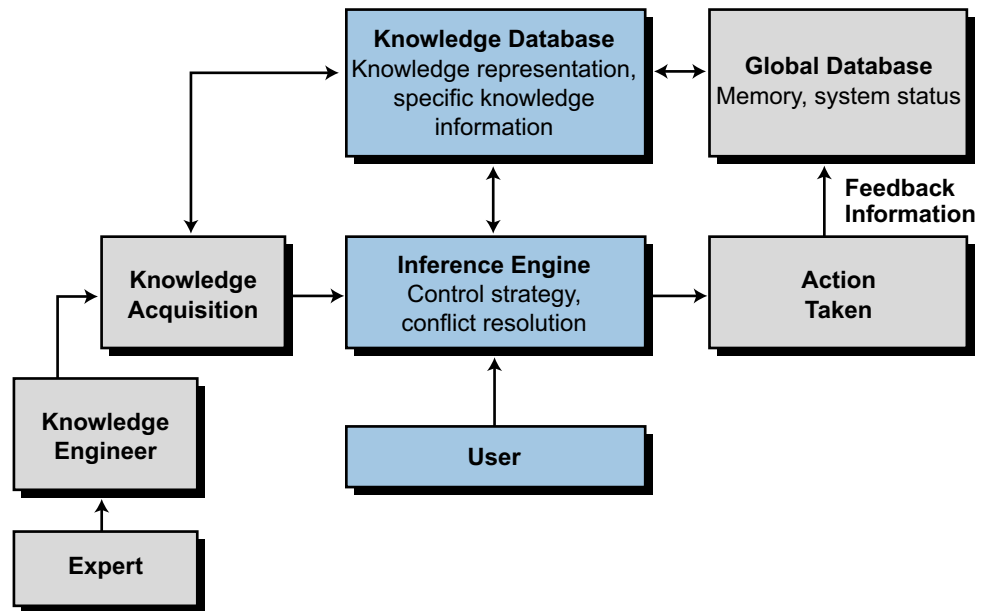 Knowledge Database
Knowledge representation,
specific knowledge
information
Global Database
Memory, system status
Feedback
Information
Knowledge
Acquisition
Inference Engine
Control strategy,
conflict resolution
Action
Taken
Knowledge
Engineer
User
Expert